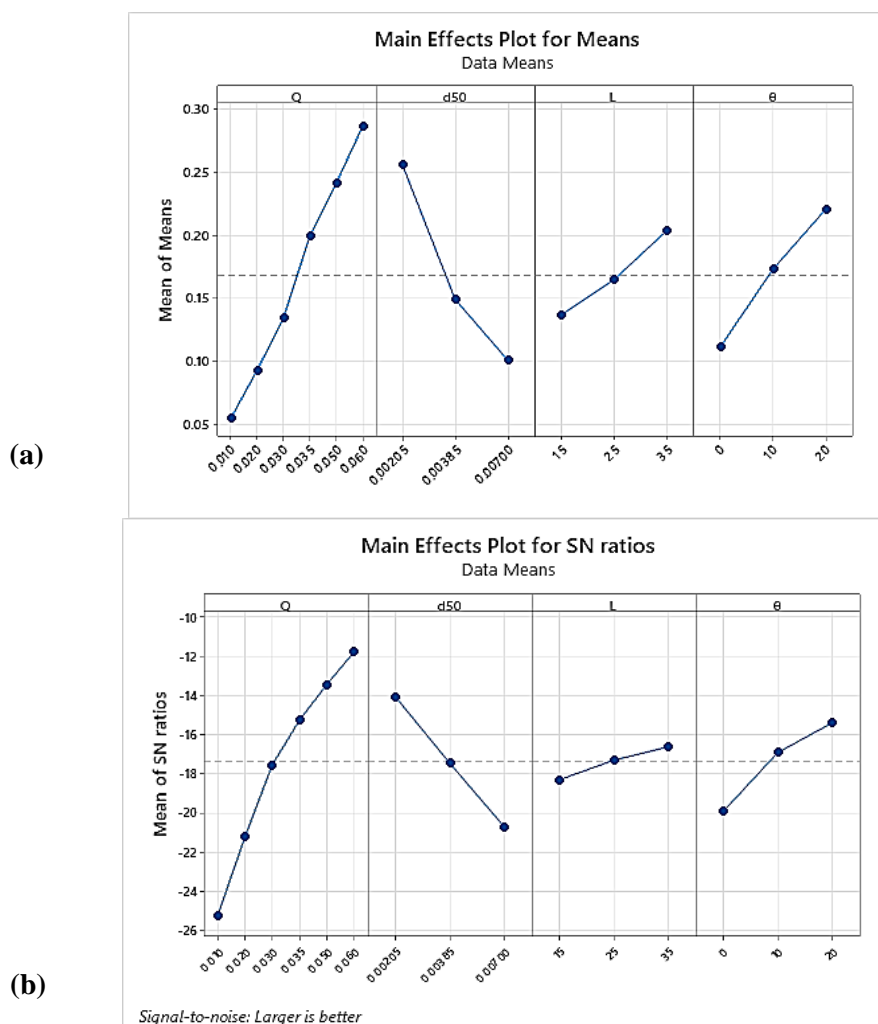 Main Effects Plot for Means
Data Means
Q d50 L θ
0.30
0.25
0.20
0.15
0.10
0.05
Mean of Means
0.010 0.020 0.030 0.035 0.050 0.060 0.00205 0.00385 0.00700 15 25 35 0 10 20
(a)
Main Effects Plot for SN ratios
Data Means
Q d50 L θ
-10
-12
-14
-16
-18
-20
-22
-24
-26
Mean of SN ratios
0.010 0.020 0.030 0.035 0.050 0.060 0.00205 0.00385 0.00700 15 25 35 0 10 20
(b)
Signal-to-noise: Larger is better